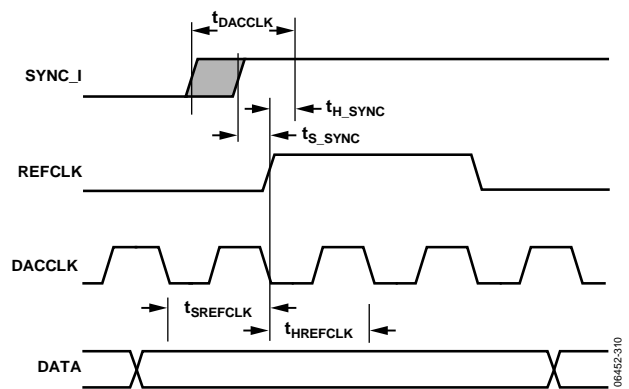 tDACCLK
SYNC_I
tH_SYNC
tS_SYNC
REFCLK
DACCLK
tSREFCLK
tHREFCLK
DATA
06452-310